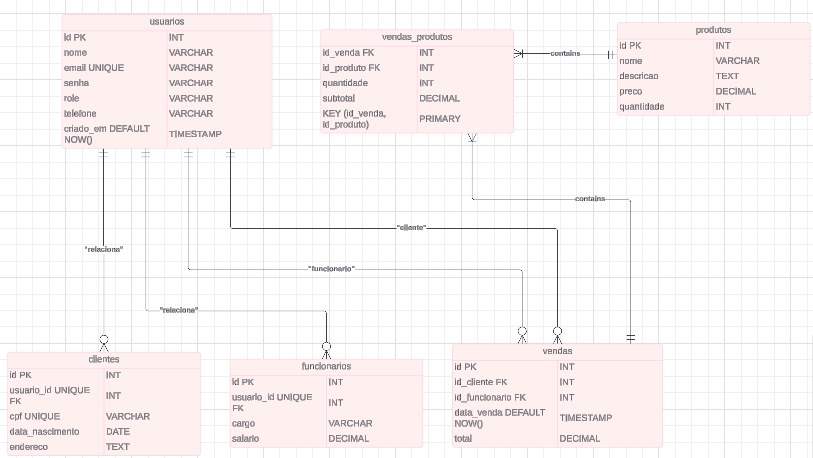 usuarios
id PK INT
nome VARCHAR
email UNIQUE VARCHAR
senha VARCHAR
role VARCHAR
telefone VARCHAR
criado_em DEFAULT
NOW() TIMESTAMP
vendas_produtos
id_venda FK INT
id_produto FK INT
quantidade INT
subtotal DECIMAL
KEY (id_venda,
id_produto) PRIMARY
contains
produtos
id PK INT
nome VARCHAR
descricao TEXT
preco DECIMAL
quantidade INT
contains
"cliente"
"relaciona"
"funcionario"
"relaciona"
clientes
id PK INT
usuario_id UNIQUE
FK INT
cpf UNIQUE VARCHAR
data_nascimento DATE
endereco TEXT
funcionarios
id PK INT
usuario_id UNIQUE
FK INT
cargo VARCHAR
salario DECIMAL
vendas
id PK INT
id_cliente FK INT
id_funcionario FK INT
data_venda DEFAULT
NOW() TIMESTAMP
total DECIMAL